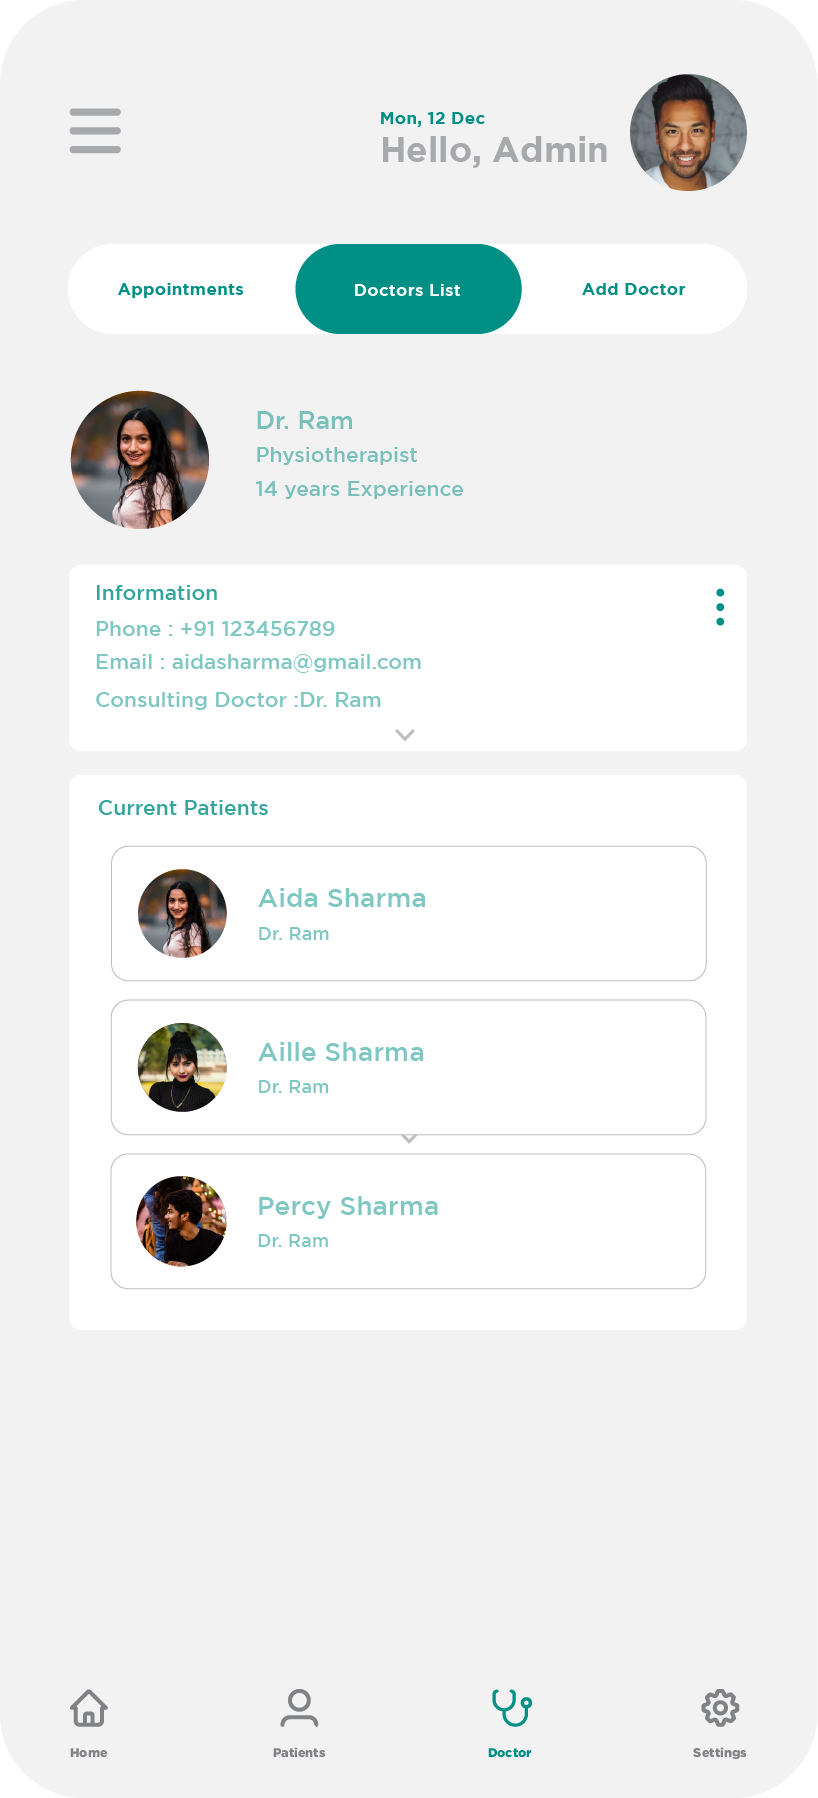 Mon, 12 Dec
Hello, Admin
Appointments
Doctors List
Add Doctor
Dr. Ram
Physiotherapist
14 years Experience
Information
Phone : +91 123456789
Email : aidasharma@gmail.com
Consulting Doctor :Dr. Ram
Current Patients
Aida Sharma
Dr. Ram
Aille Sharma
Dr. Ram
Percy Sharma
Dr. Ram
Home
Patients
Doctor
Settings